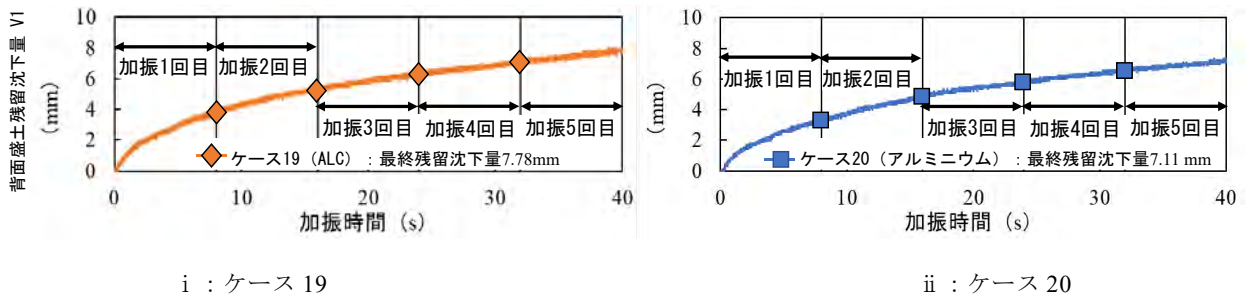 背面盛土残留沈下量 V1
(mm)
10
8
6
4
2
0
加振1回目
加振2回目
加振3回目
加振4回目
加振5回目
ケース19（ALC）：最終残留沈下量7.78mm
0 10 20 30 40
加振時間（s）
ⅰ：ケース 19
10
8
6
4
2
0
(mm)
加振1回目
加振2回目
加振3回目
加振4回目
加振5回目
ケース20（アルミニウム）：最終残留沈下量7.11 mm
0 10 20 30 40
加振時間（s）
ⅱ：ケース 20